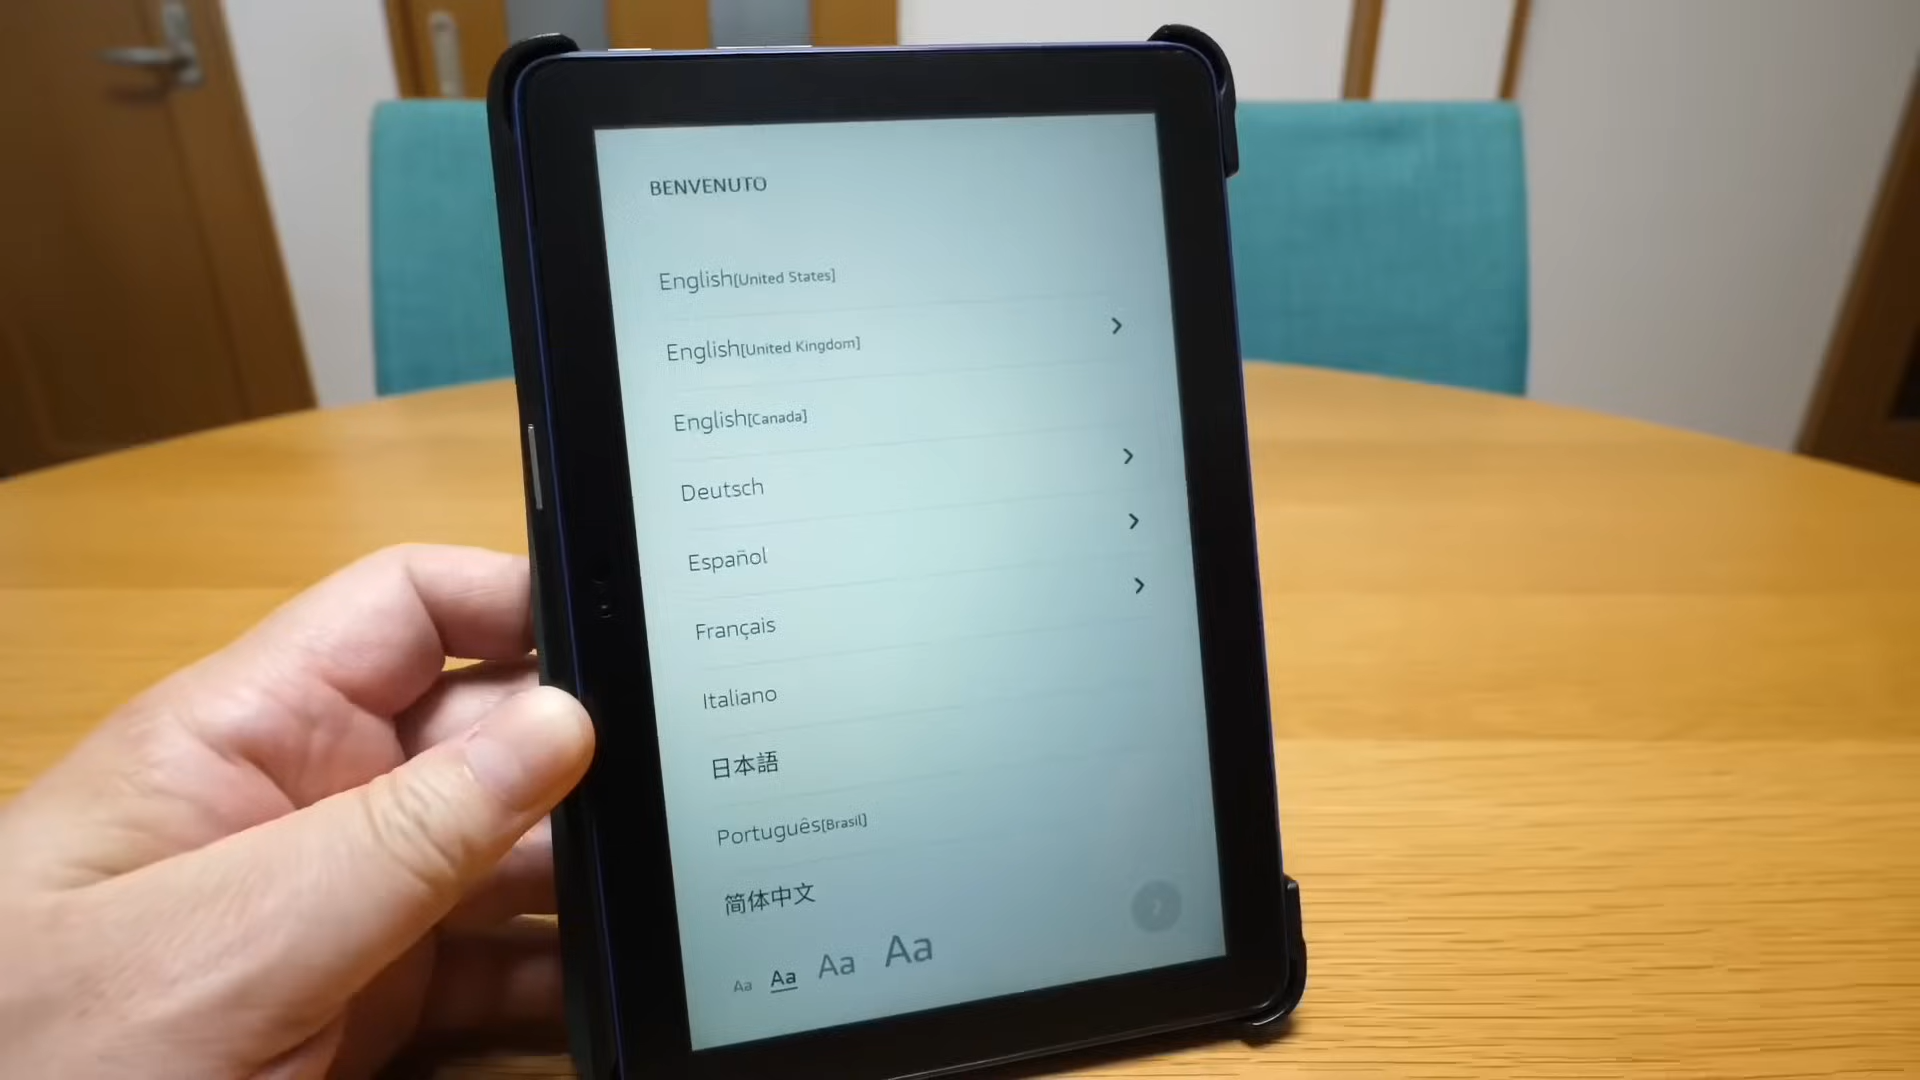 BENVENUTO
English[United States]
English[United Kingdom]
English[Canada]
Deutsch
Español
Français
Italiano
日本語
Português[Brasil]
简体中文
Aa Aa Aa Aa